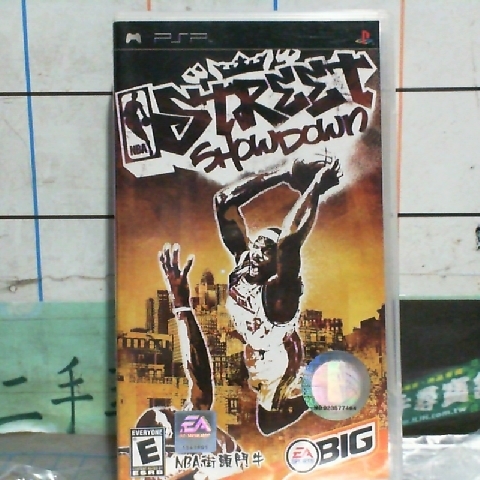 PSP
NBA
STREET
SHOWDOWN
二手
EVERYONE
E
ESRB
EA
NBA街頭鬥牛
EA
BIG